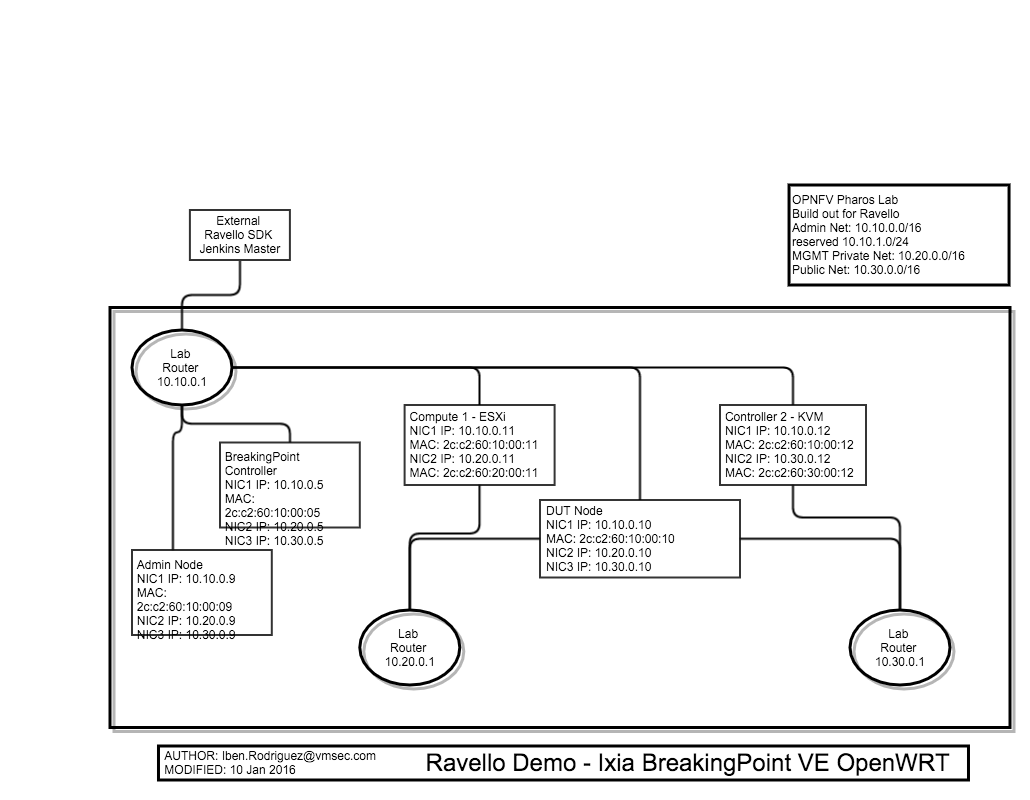 OPNFV Pharos Lab
Build out for Ravello
Admin Net: 10.10.0.0/16
reserved 10.10.1.0/24
MGMT Private Net: 10.20.0.0/16
Public Net: 10.30.0.0/16
External
Ravello SDK
Jenkins Master
Lab
Router
10.10.0.1
Compute 1 - ESXi
NIC1 IP: 10.10.0.11
MAC: 2c:c2:60:10:00:11
NIC2 IP: 10.20.0.11
MAC: 2c:c2:60:20:00:11
Controller 2 - KVM
NIC1 IP: 10.10.0.12
MAC: 2c:c2:60:10:00:12
NIC2 IP: 10.30.0.12
MAC: 2c:c2:60:30:00:12
BreakingPoint
Controller
NIC1 IP: 10.10.0.5
MAC:
2c:c2:60:10:00:05
NIC2 IP: 10.20.0.5
NIC3 IP: 10.30.0.5
DUT Node
NIC1 IP: 10.10.0.10
MAC: 2c:c2:60:10:00:10
NIC2 IP: 10.20.0.10
NIC3 IP: 10.30.0.10
Admin Node
NIC1 IP: 10.10.0.9
MAC:
2c:c2:60:10:00:09
NIC2 IP: 10.20.0.9
NIC3 IP: 10.30.0.9
Lab
Router
10.20.0.1
Lab
Router
10.30.0.1
AUTHOR: Iben.Rodriguez@vmsec.com
MODIFIED: 10 Jan 2016
Ravello Demo - Ixia BreakingPoint VE OpenWRT